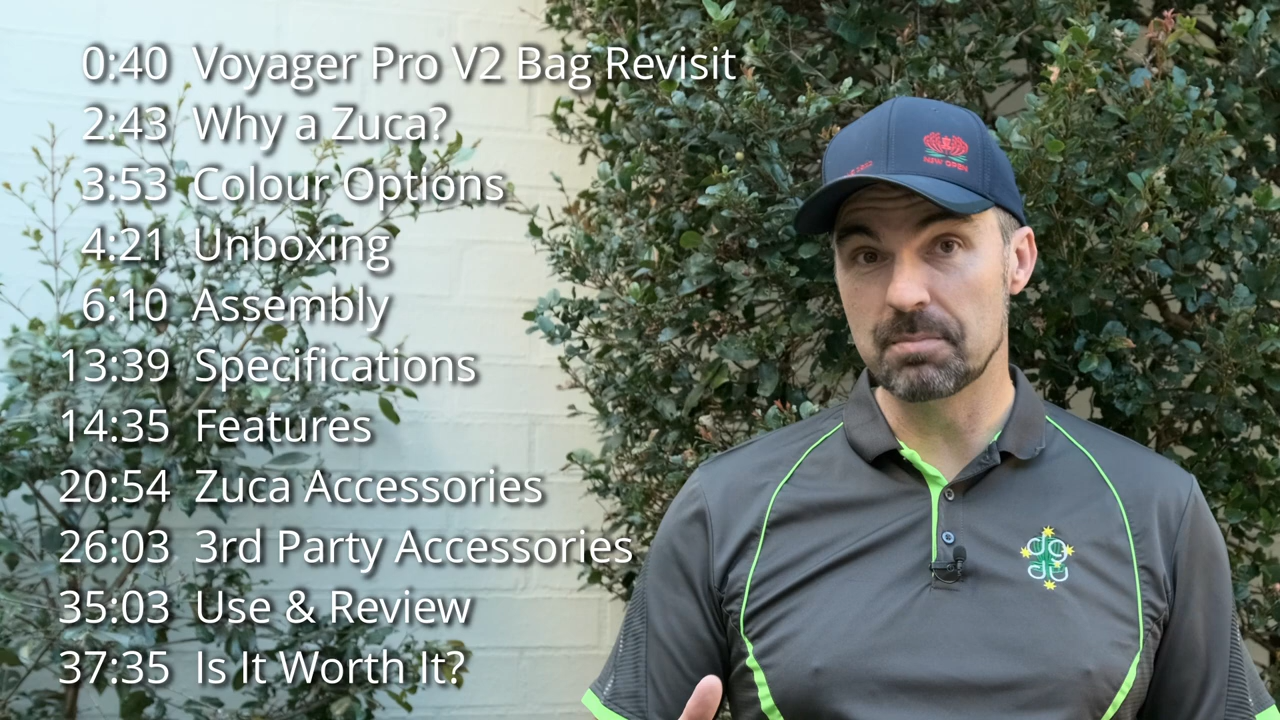 0:40 Voyager Pro V2 Bag Revisit
2:43 Why a Zuca?
3:53 Colour Options
4:21 Unboxing
6:10 Assembly
13:39 Specifications
14:35 Features
20:54 Zuca Accessories
26:03 3rd Party Accessories
35:03 Use & Review
37:35 Is It Worth It?
NSW OPEN